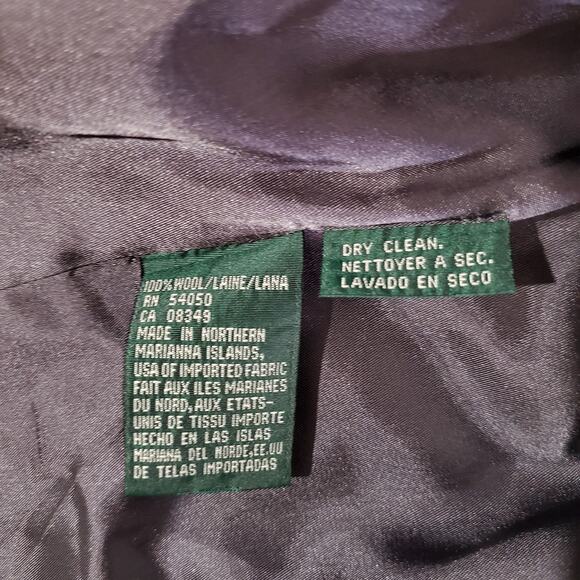 100% WOOL/LAINE/LANA
RN 54050
CA 08349
MADE IN NORTHERN
MARIANNA ISLANDS,
USA OF IMPORTED FABRIC
FAIT AUX ILES MARIANES
DU NORD,AUX ETATS-
UNIS DE TISSU IMPORTE
HECHO EN LAS ISLAS
MARIANA DEL NORDE,EE.UU
DE TELAS IMPORTADAS
DRY CLEAN.
NETTOYER A SEC.
LAVADO EN SECO